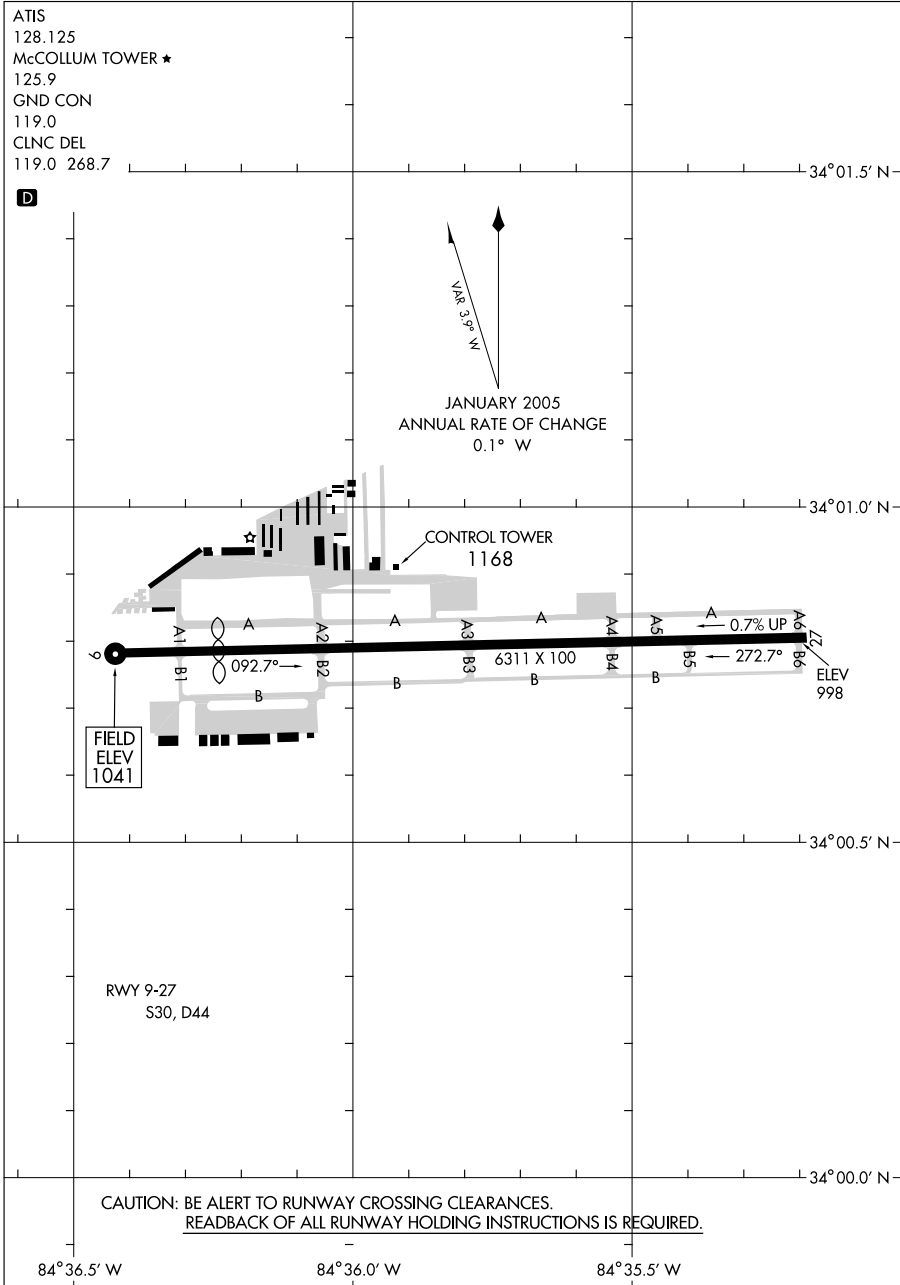 ATIS
128.125
McCOLLUM TOWER ★
125.9
GND CON
119.0
CLNC DEL
119.0 268.7
D
34°01.5' N
VAR 3.9° W
JANUARY 2005
ANNUAL RATE OF CHANGE
0.1° W
34°01.0' N
CONTROL TOWER
1168
A A A A
A1 A2 A3 A4 A5 A6
0.7% UP
9 27
092.7°
6311 X 100
272.7°
B1 B2 B3 B4 B5 B6
B B B B
ELEV
998
FIELD
ELEV
1041
34°00.5' N
RWY 9-27
S30, D44
34°00.0' N
CAUTION: BE ALERT TO RUNWAY CROSSING CLEARANCES.
READBACK OF ALL RUNWAY HOLDING INSTRUCTIONS IS REQUIRED.
84°36.5' W 84°36.0' W 84°35.5' W